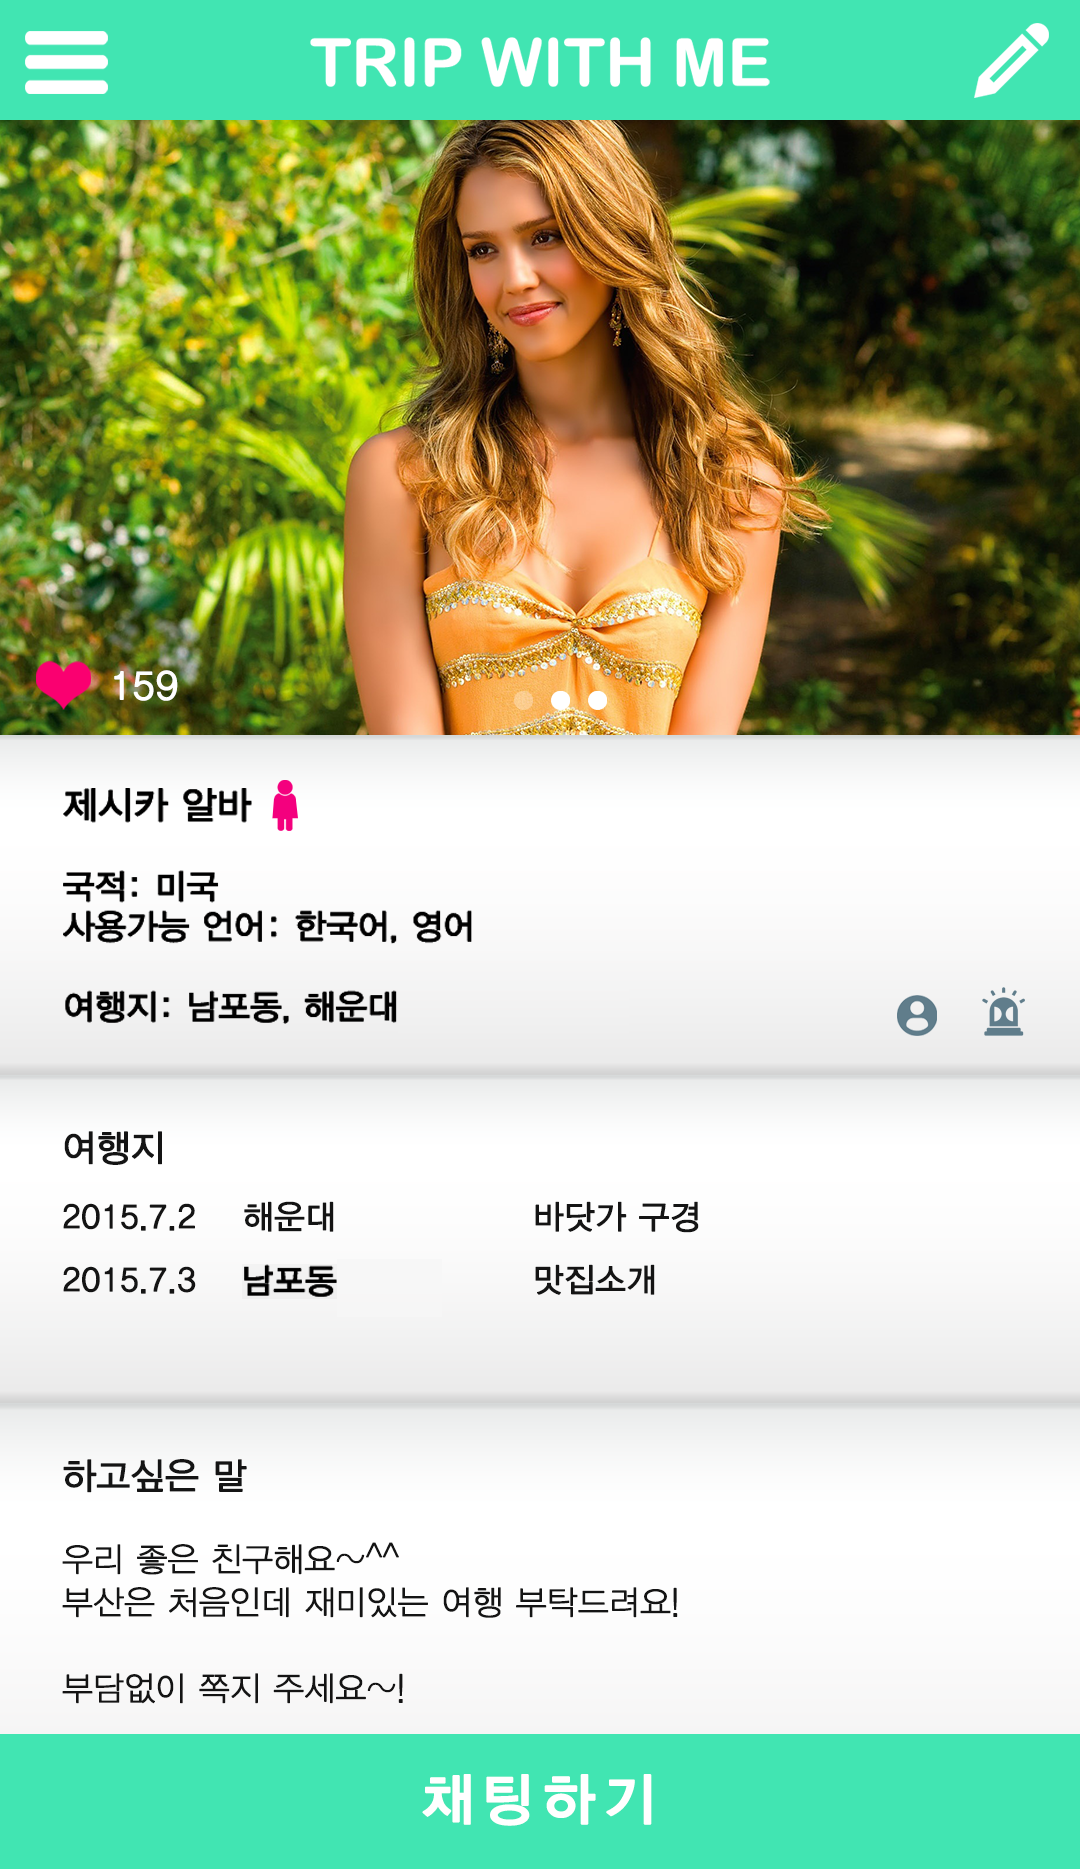 TRIP WITH ME
159
제시카 알바
국적: 미국
사용가능 언어: 한국어, 영어
여행지: 남포동, 해운대
여행지
2015.7.2 해운대 바닷가 구경
2015.7.3 남포동 맛집소개
하고싶은 말
우리 좋은 친구해요~^^
부산은 처음인데 재미있는 여행 부탁드려요!
부담없이 쪽지 주세요~!
채팅하기